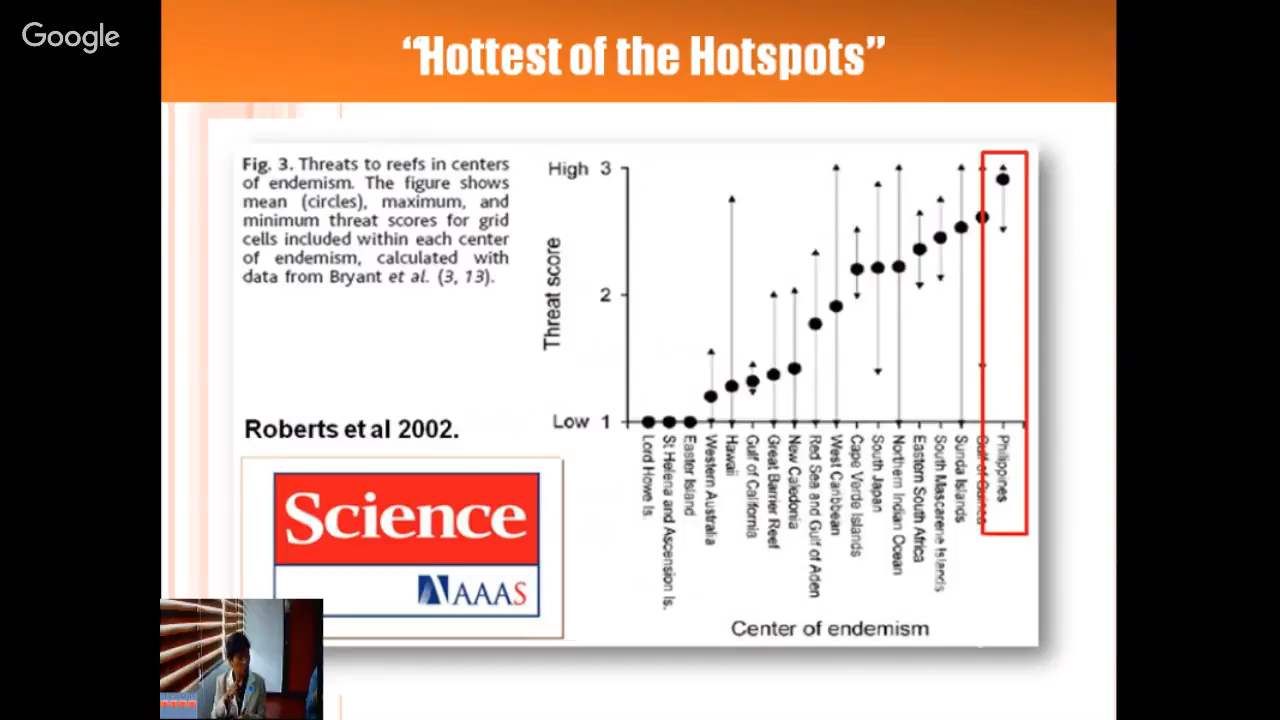 Google
“Hottest of the Hotspots”
Fig. 3. Threats to reefs in centers
of endemism. The figure shows
mean (circles), maximum, and
minimum threat scores for grid
cells included within each center
of endemism, calculated with
data from Bryant et al. (3, 13).
Roberts et al 2002.
Science
AAAS
Threat score
High 3
2
Low 1
Lord Howe Is.
St Helena and Ascension Is.
Easter Island
Western Australia
Hawaii
Gulf of California
Great Barrier Reef
New Caledonia
Red Sea and Gulf of Aden
West Caribbean
Cape Verde Islands
South Japan
Northern Indian Ocean
Eastern South Africa
South Mascarene Islands
Sunda Islands
Gulf of Guinea
Philippines
Center of endemism